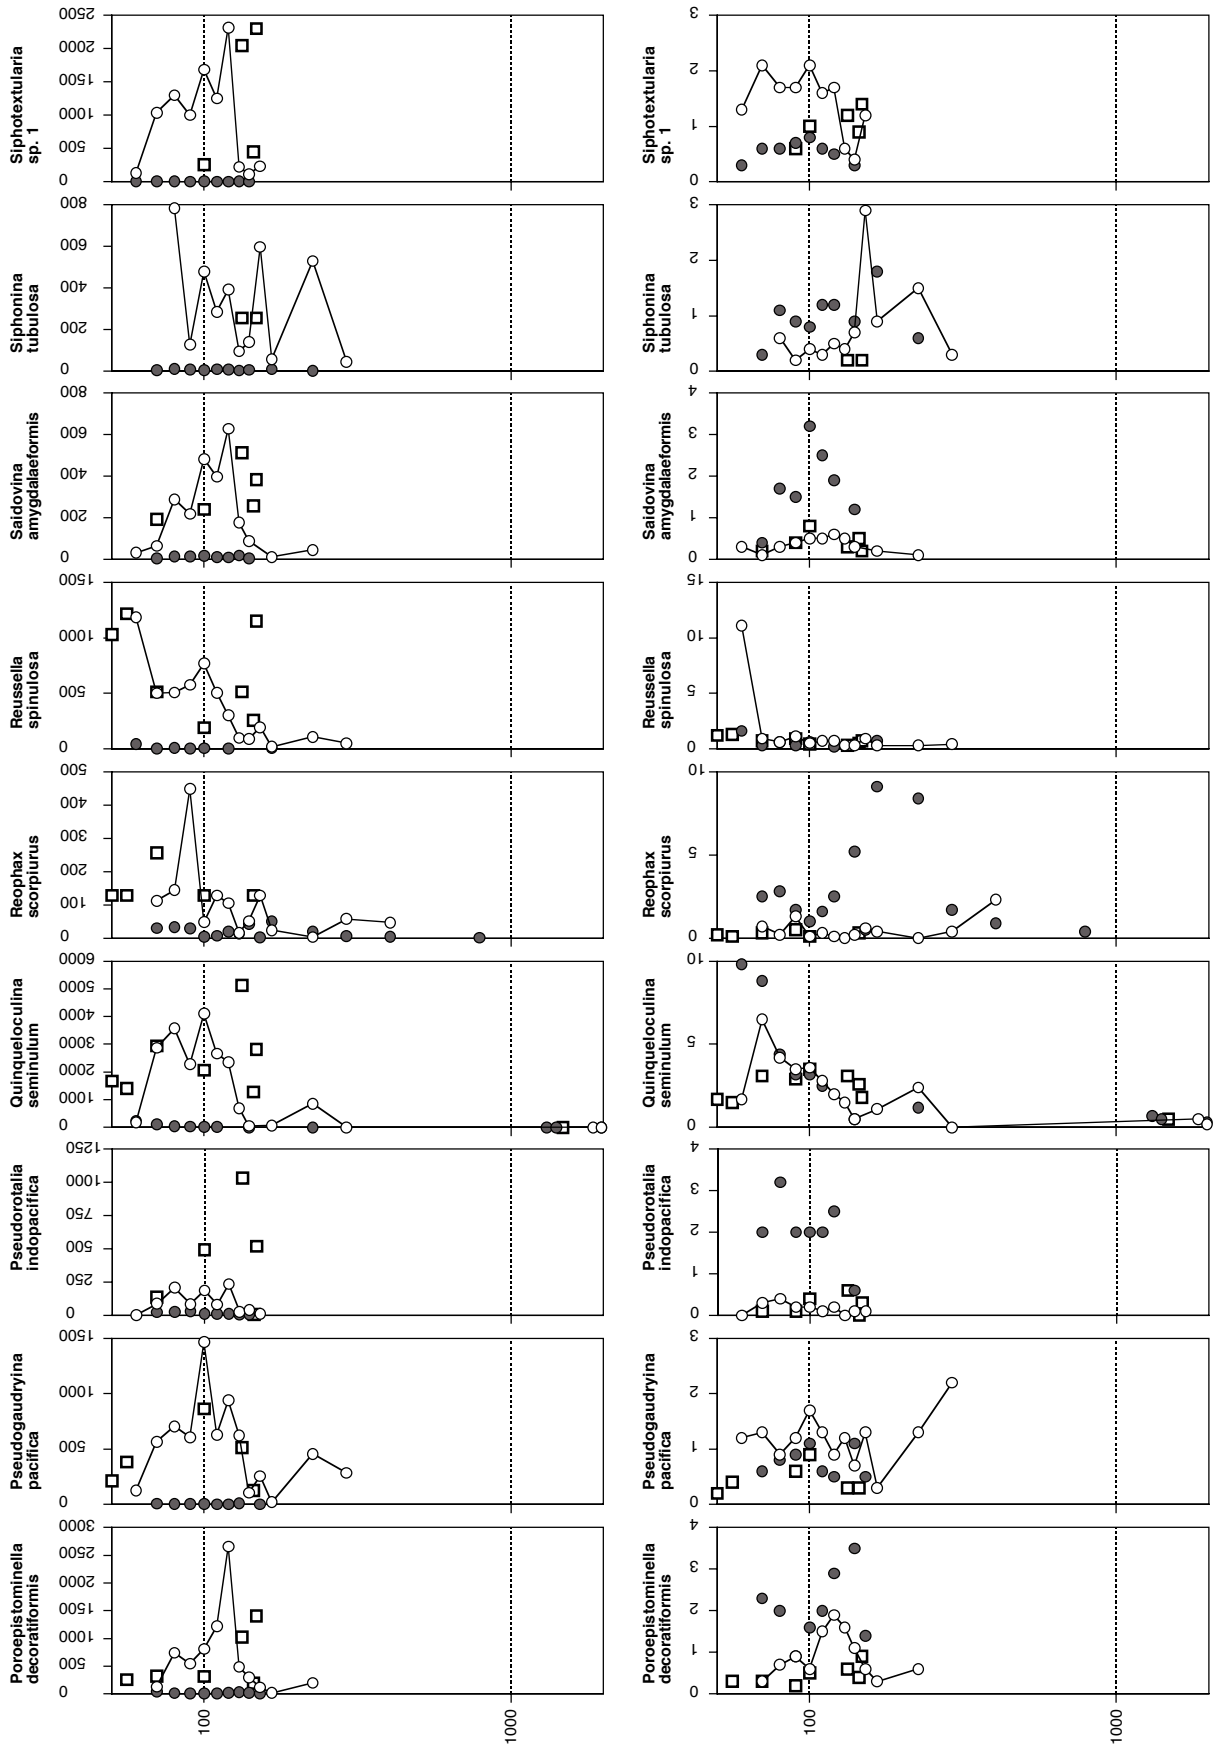 Siphotextularia
sp. 1
0
500
1000
1500
2000
2500
Siphotextularia
sp. 1
0
1
2
3
Siphonina
tubulosa
0
200
400
600
800
Siphonina
tubulosa
0
1
2
3
Saidovina
amygdalaeformis
0
200
400
600
800
Saidovina
amygdalaeformis
0
1
2
3
4
Reussella
spinulosa
0
500
1000
1500
Reussella
spinulosa
0
5
10
15
Reophax
scorpiurus
0
100
200
300
400
500
Reophax
scorpiurus
0
5
10
Quinqueloculina
seminulum
0
1000
2000
3000
4000
5000
6000
Quinqueloculina
seminulum
0
5
10
Pseudorotalia
indopacifica
0
250
500
750
1000
1250
Pseudorotalia
indopacifica
0
1
2
3
4
Pseudogaudryina
pacifica
0
500
1000
1500
Pseudogaudryina
pacifica
0
1
2
3
Poroepistominella
decoratiformis
0
500
1000
1500
2000
2500
3000
Poroepistominella
decoratiformis
0
1
2
3
4
100
1000
100
1000